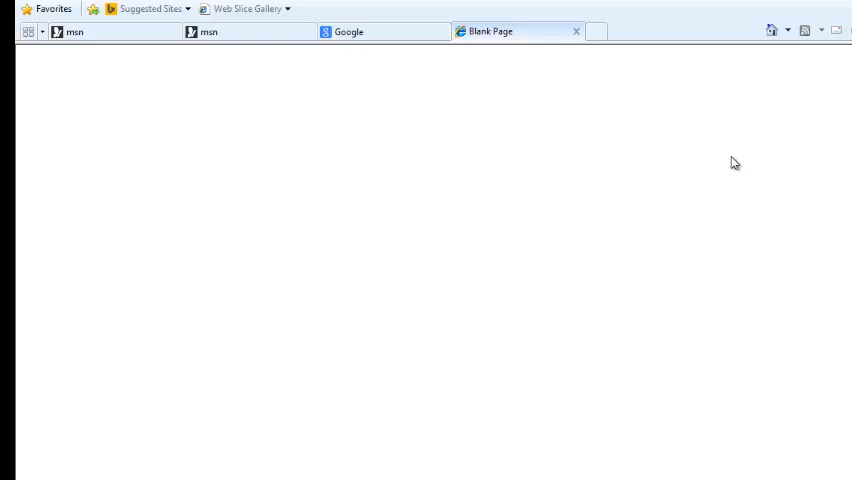 Favorites Suggested Sites Web Slice Gallery
msn msn Google Blank Page